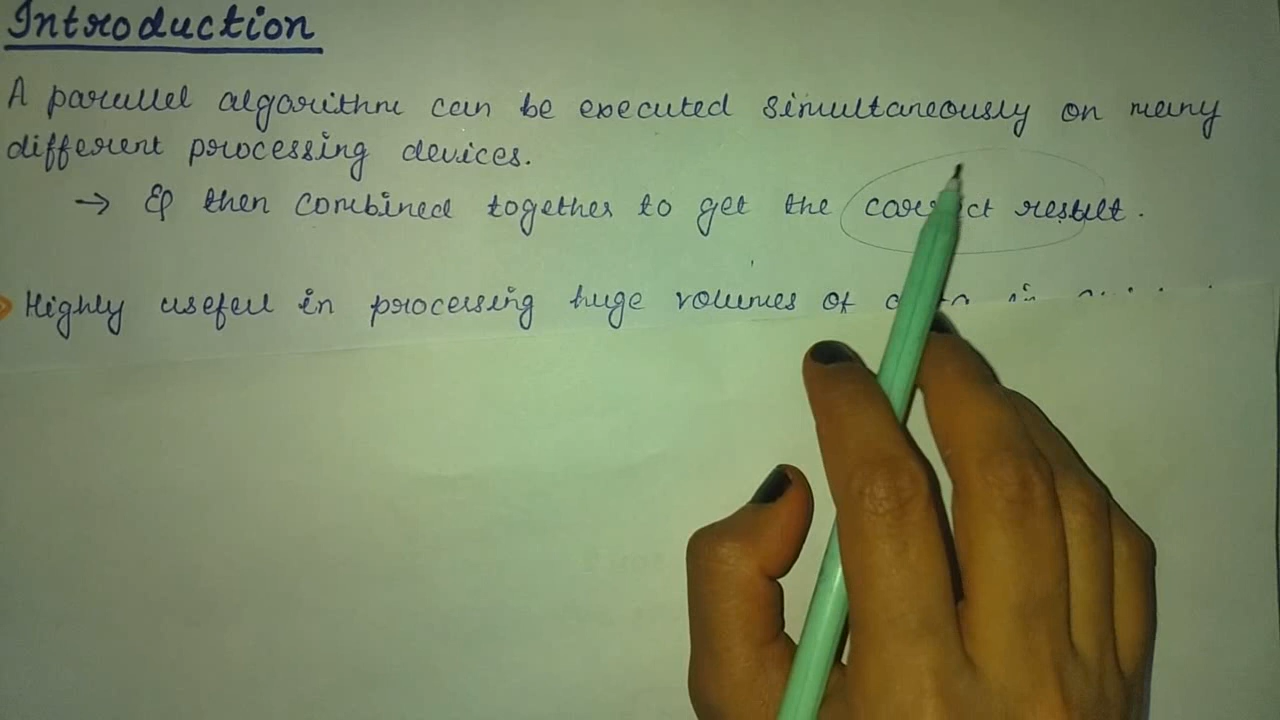 Introduction
A parallel algorithm can be executed simultaneously on many
different processing devices.
→ & then combined together to get the correct result.
Highly useful in processing huge volumes of